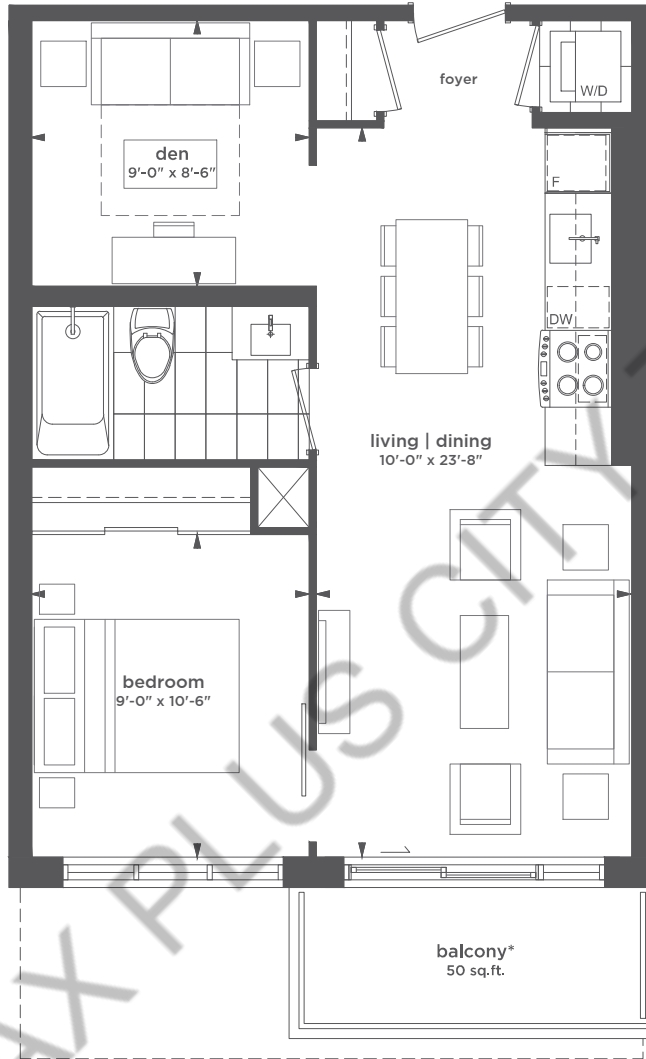 foyer
W/D
den
9'-0" x 8'-6"
F
DW
living | dining
10'-0" x 23'-8"
bedroom
9'-0" x 10'-6"
balcony*
50 sq.ft.
AX PLUS CITY